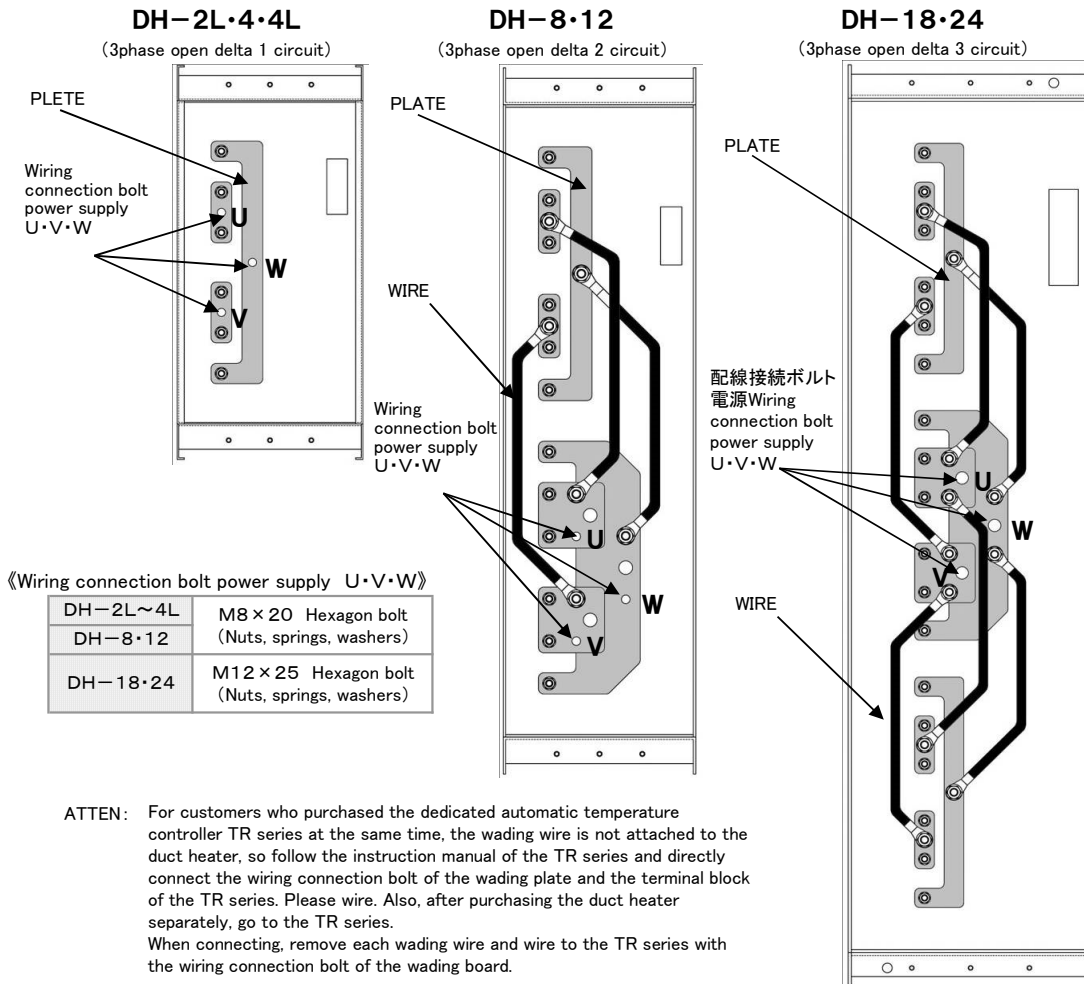 DH-2L・4・4L
(3phase open delta 1 circuit)
PLETE
Wiring
connection bolt
power supply
U・V・W
U
W
V
DH-8・12
(3phase open delta 2 circuit)
PLATE
WIRE
Wiring
connection bolt
power supply
U・V・W
U
W
V
DH-18・24
(3phase open delta 3 circuit)
PLATE
配線接続ボルト
電源Wiring
connection bolt
power supply
U・V・W
U
W
V
WIRE
《Wiring connection bolt power supply U・V・W》
DH-2L~4L
M8×20 Hexagon bolt
(Nuts, springs, washers)
DH-8・12
DH-18・24
M12×25 Hexagon bolt
(Nuts, springs, washers)
ATTEN: For customers who purchased the dedicated automatic temperature
controller TR series at the same time, the wading wire is not attached to the
duct heater, so follow the instruction manual of the TR series and directly
connect the wiring connection bolt of the wading plate and the terminal block
of the TR series. Please wire. Also, after purchasing the duct heater
separately, go to the TR series.
When connecting, remove each wading wire and wire to the TR series with
the wiring connection bolt of the wading board.